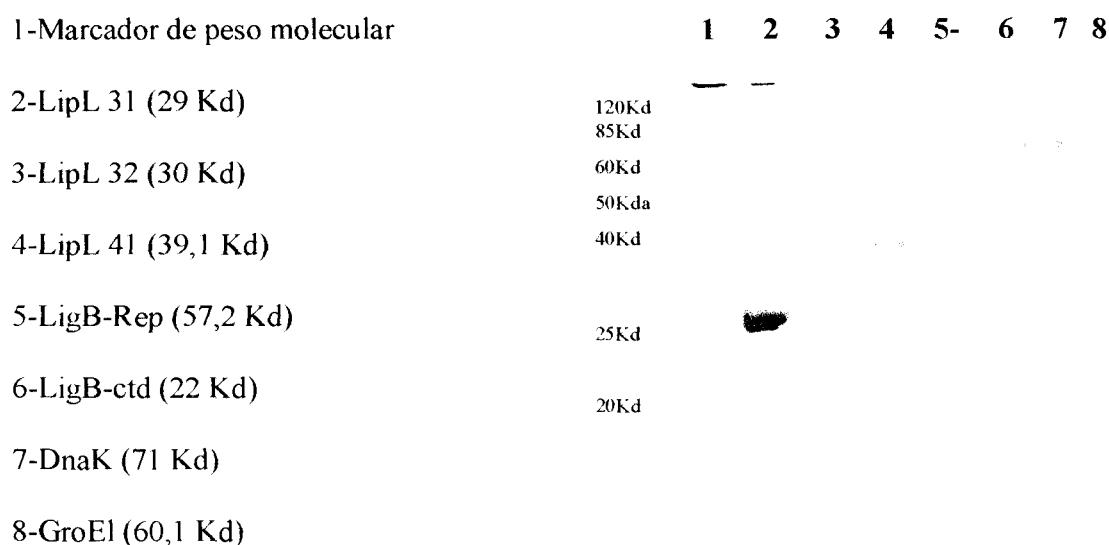 1-Marcador de peso molecular
1 2 3 4 5- 6 7 8
2-LipL 31 (29 Kd)
120Kd
85Kd
3-LipL 32 (30 Kd)
60Kd
50Kda
4-LipL 41 (39,1 Kd)
40Kd
5-LigB-Rep (57,2 Kd)
25Kd
6-LigB-ctd (22 Kd)
20Kd
7-DnaK (71 Kd)
8-GroEl (60,1 Kd)